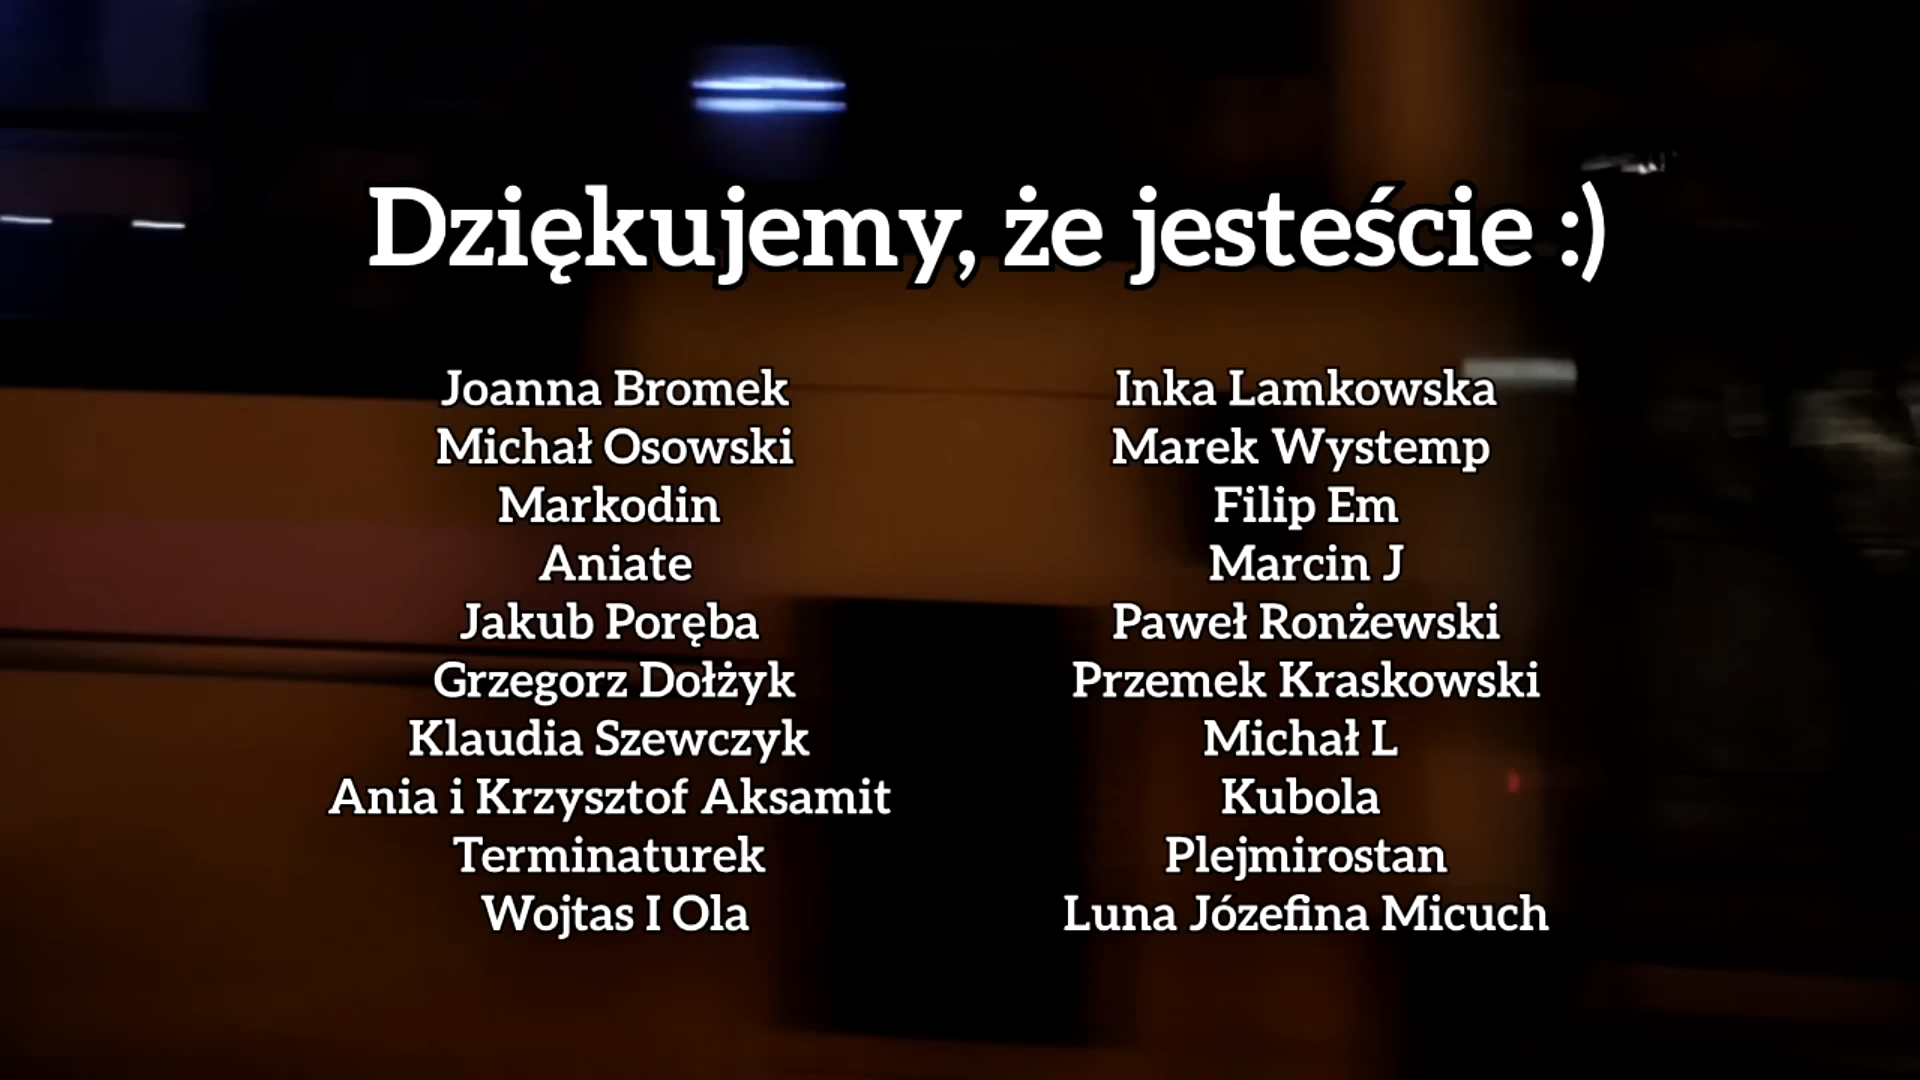 Dziękujemy, że jesteście :)
Joanna Bromek
Michał Osowski
Markodin
Aniate
Jakub Poręba
Grzegorz Dołżyk
Klaudia Szewczyk
Ania i Krzysztof Aksamit
Terminaturek
Wojtas I Ola
Inka Lamkowska
Marek Wystemp
Filip Em
Marcin J
Paweł Ronżewski
Przemek Kraskowski
Michał L
Kubola
Plejmirostan
Luna Józefina Micuch